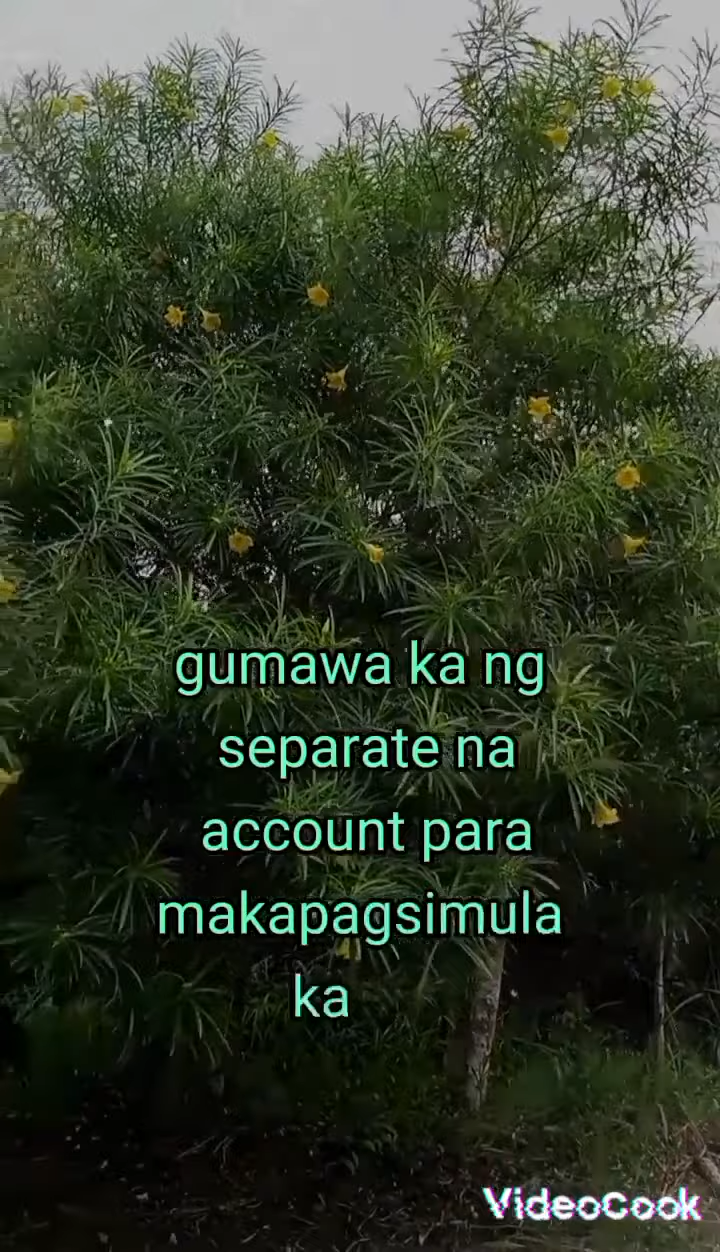 gumawa ka ng
separate na
account para
makapagsimula
ka
VideoCook